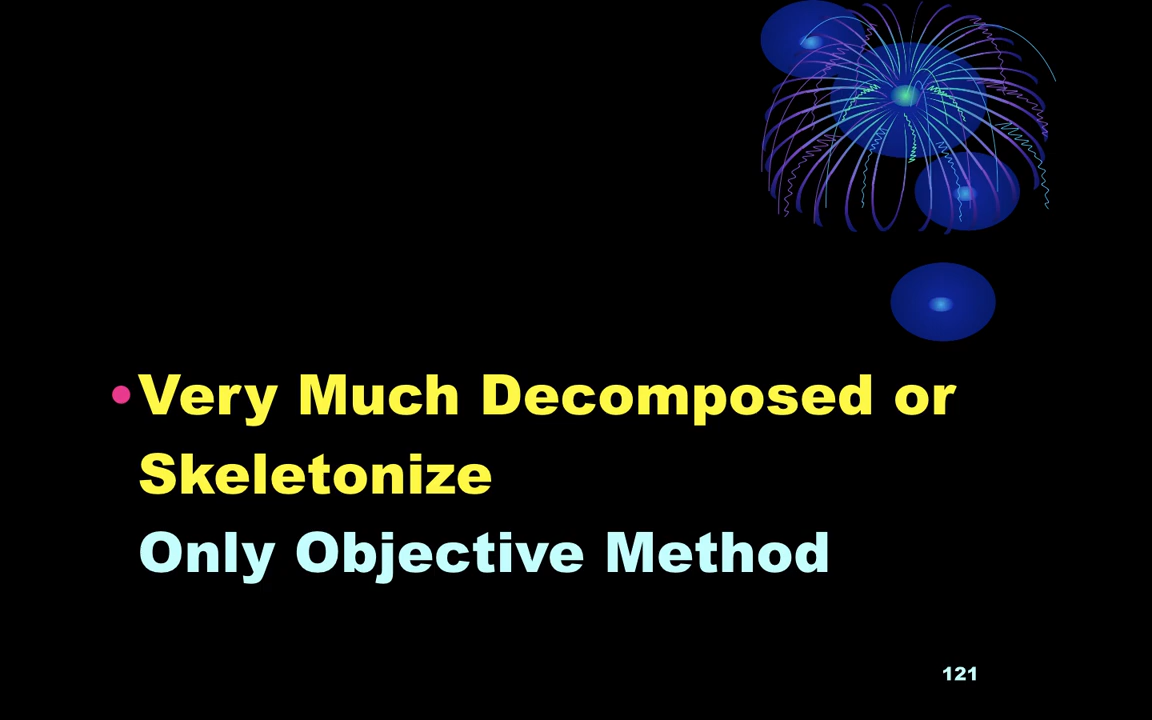 •Very Much Decomposed or
Skeletonize
Only Objective Method
121